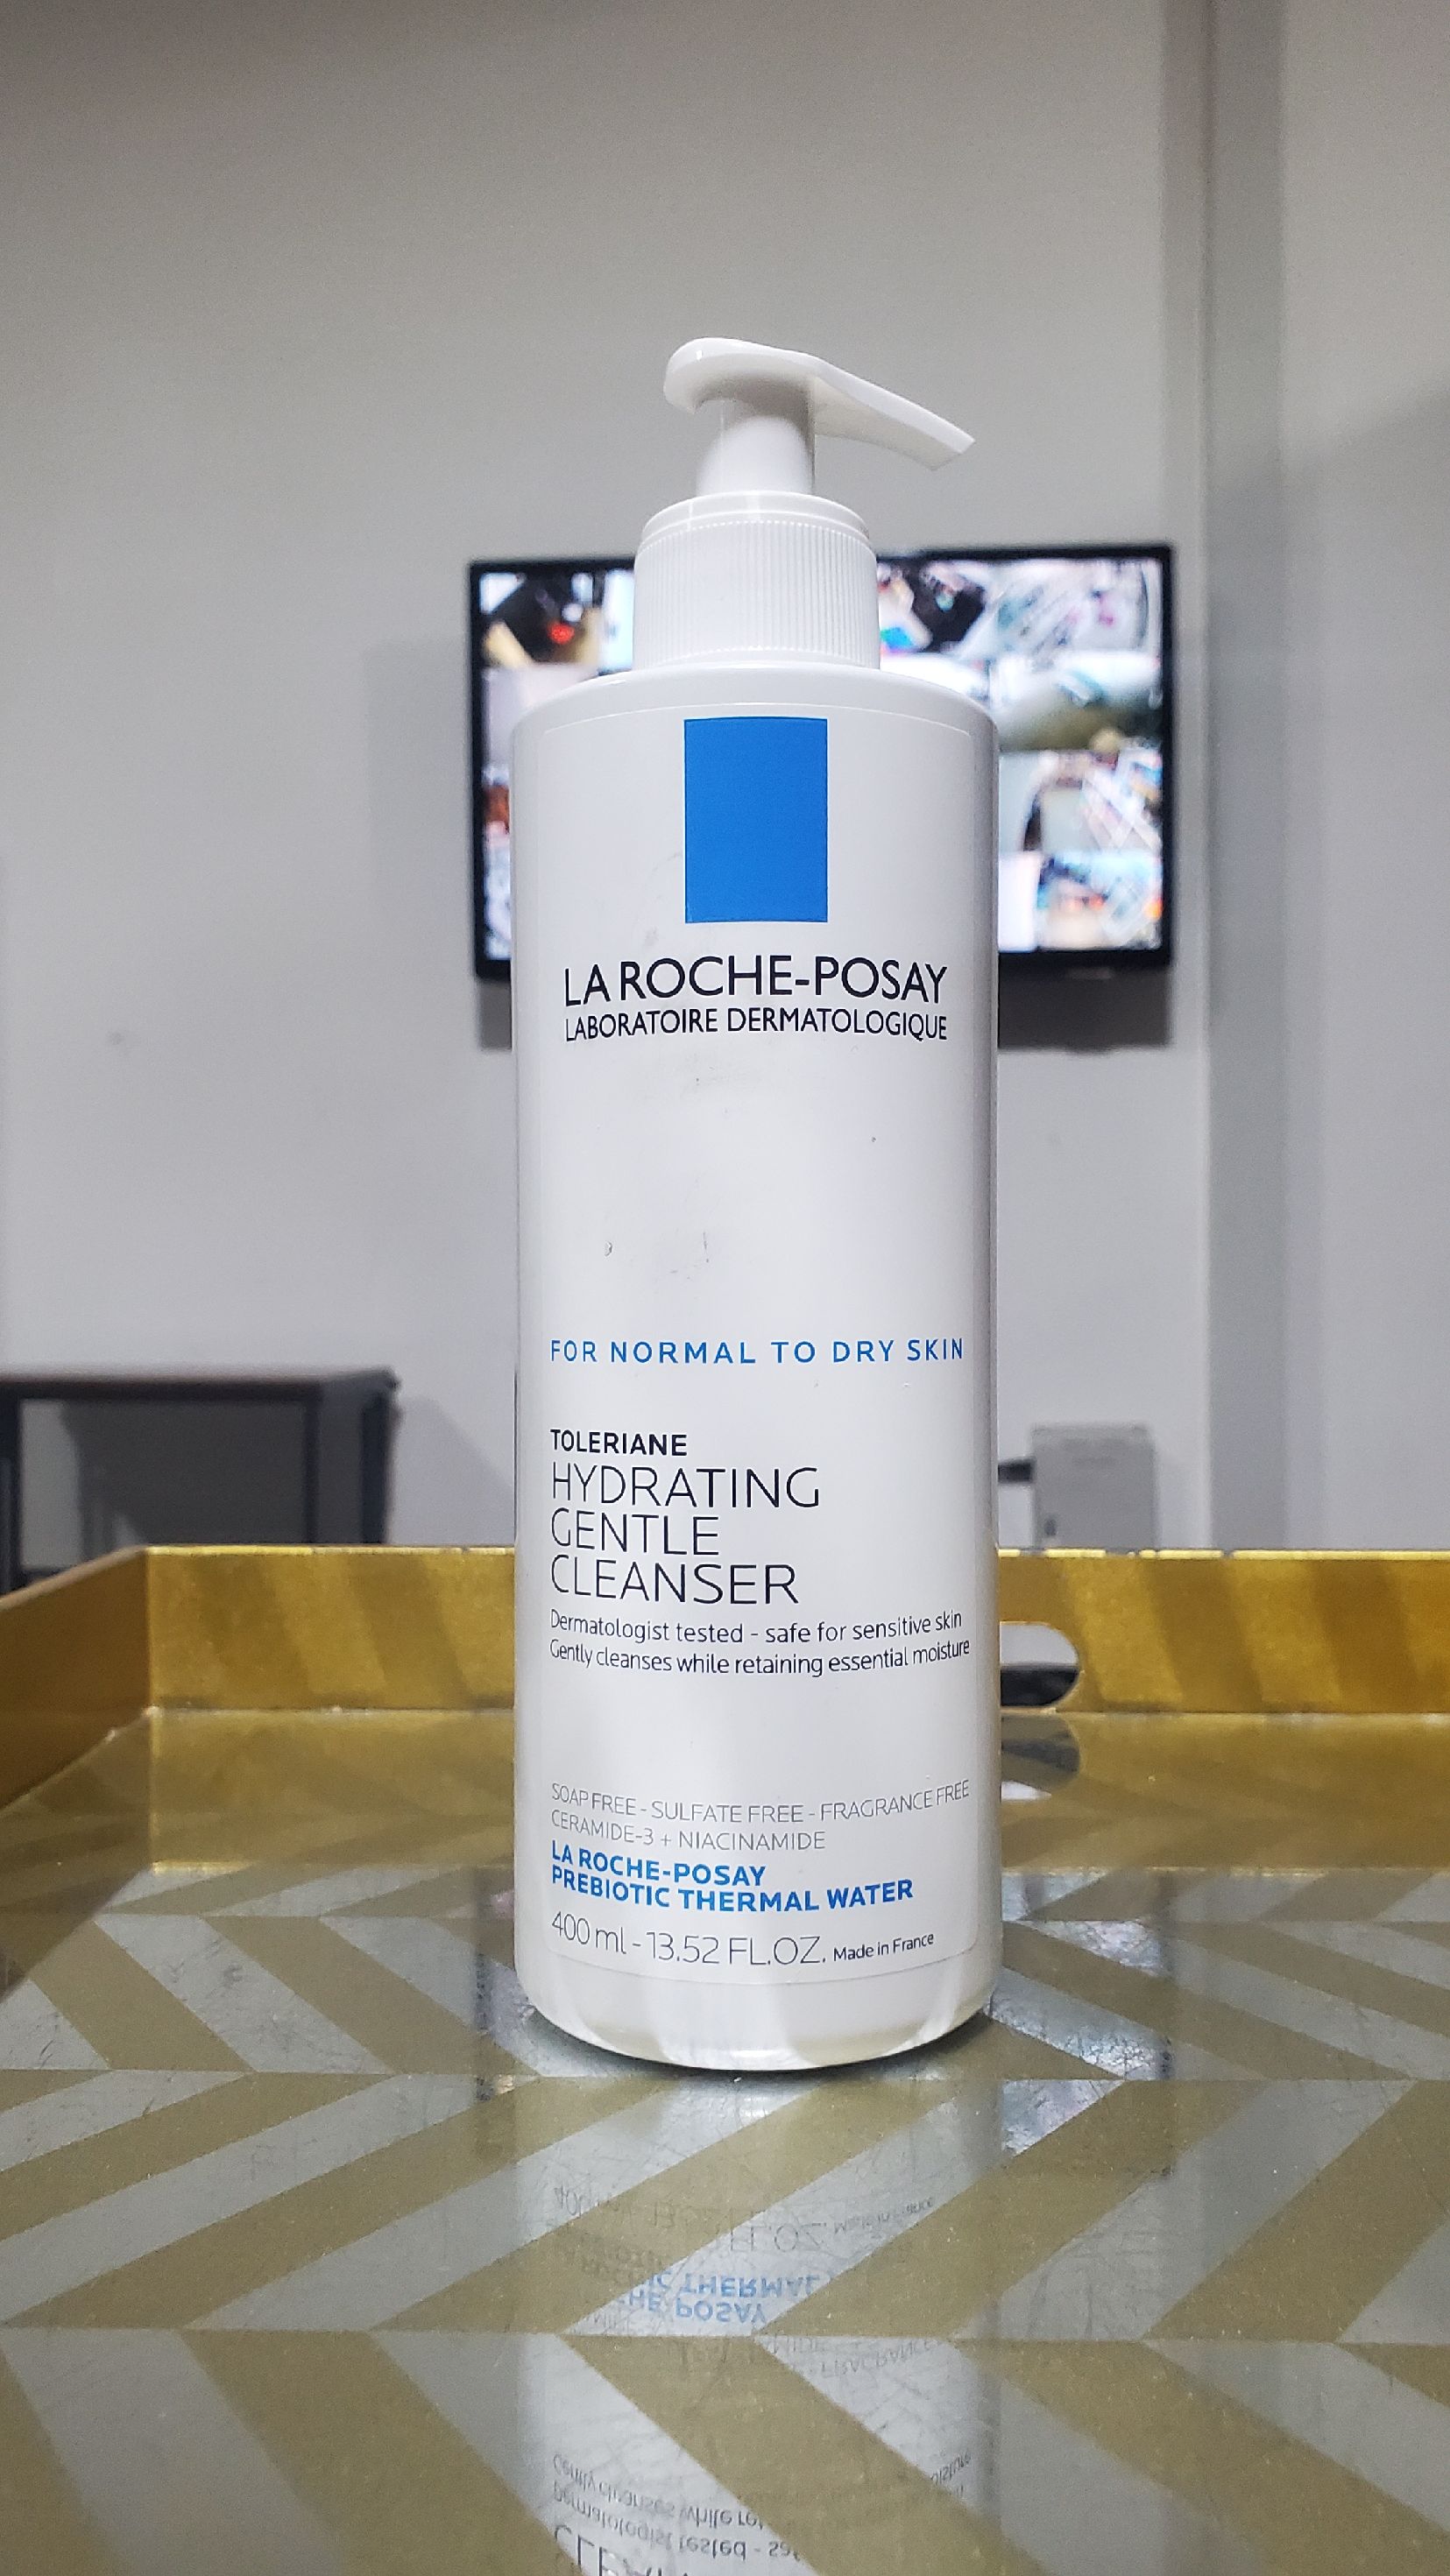 LA ROCHE-POSAY
LABORATOIRE DERMATOLOGIQUE
FOR NORMAL TO DRY SKIN
TOLERIANE
HYDRATING
GENTLE
CLEANSER
Dermatologist tested - safe for sensitive skin
Gently cleanses while retaining essential moisture
SOAP FREE - SULFATE FREE - FRAGRANCE FREE
CERAMIDE-3 + NIACINAMIDE
LA ROCHE-POSAY
PREBIOTIC THERMAL WATER
400 ml - 13.52 FL.OZ. Made in France